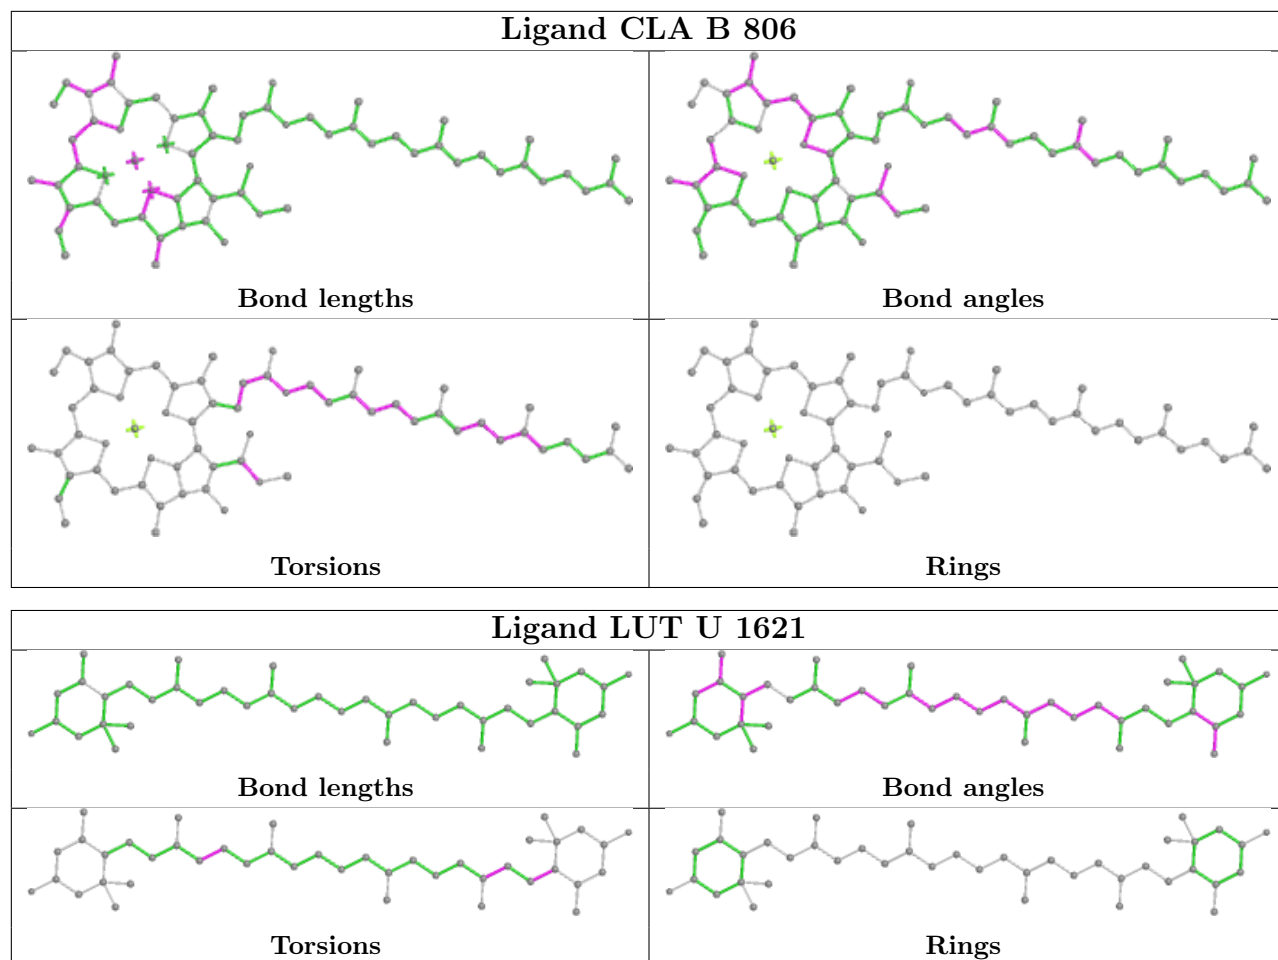 Ligand CLA B 806
Bond lengths
Bond angles
Torsions
Rings
Ligand LUT U 1621
Bond lengths
Bond angles
Torsions
Rings